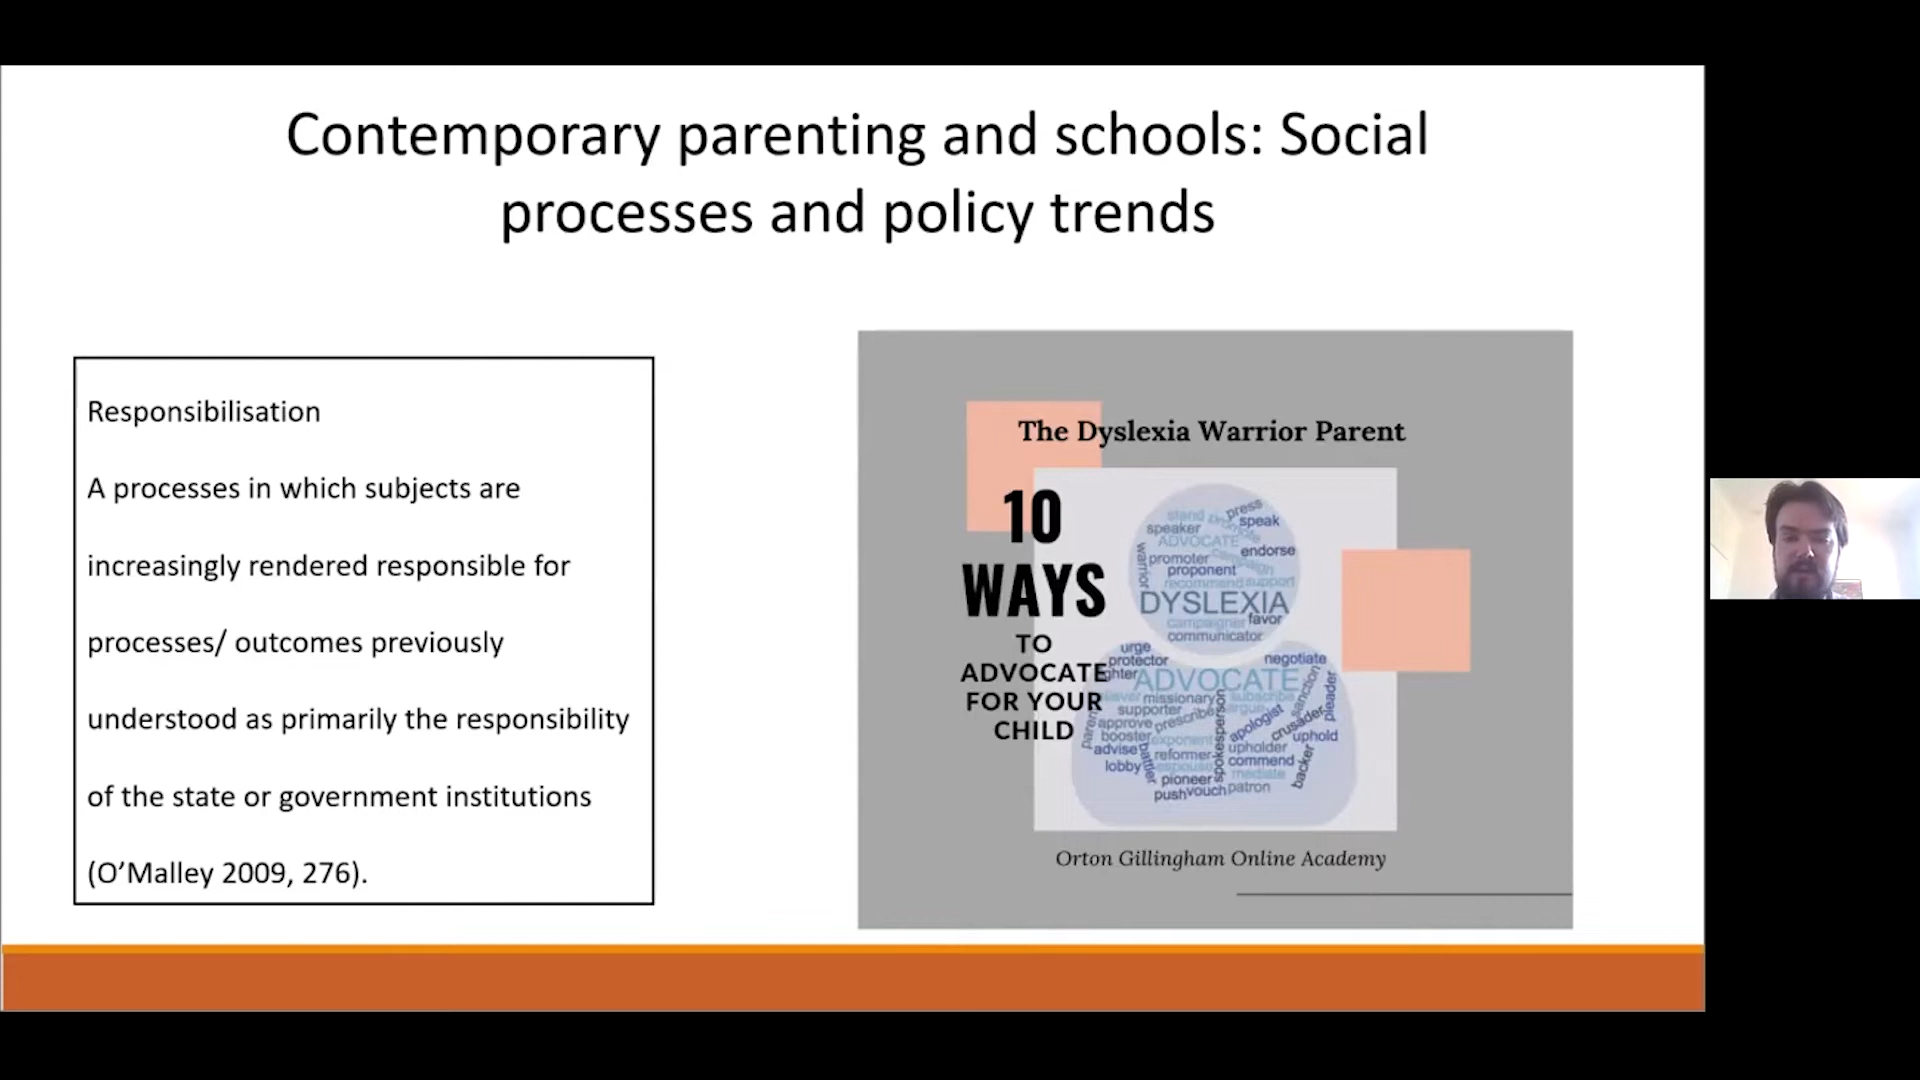 Contemporary parenting and schools: Social
processes and policy trends
Responsibilisation
A processes in which subjects are
increasingly rendered responsible for
processes/ outcomes previously
understood as primarily the responsibility
of the state or government institutions
(O’Malley 2009, 276).
The Dyslexia Warrior Parent
10
WAYS
TO
ADVOCATE
FOR YOUR
CHILD
stand
press
speaker
promote
speak
ADVOCATE
warrior
promoter
campaign
endorse
proponent
recommend support
DYSLEXIA
campaigner favor
communicator
urge
protector
negotiate
ADVOCATE
missionary
subscribe
sanction
pleader
supporter
prescribe
argue
parent
approve
apologist
crusader
booster
exponent
spokesperson
uphold
advise
battler
reformer
upholder
backer
lobby
espouse
commend
pioneer
mediate
push vouch patron
Orton Gillingham Online Academy